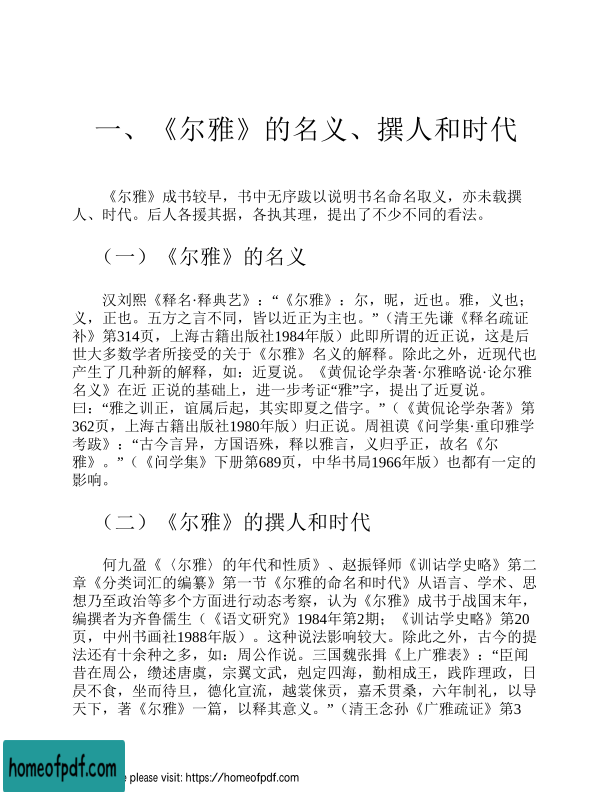 一、《尔雅》的名义、撰人和时代
《尔雅》成书较早，书中无序跋以说明书名命名取义，亦未载撰
人、时代。后人各援其据，各执其理，提出了不少不同的看法。
（一）《尔雅》的名义
汉刘熙《释名·释典艺》：“《尔雅》：尔，昵，近也。雅，义也；
义，正也。五方之言不同，皆以近正为主也。”（清王先谦《释名疏证
补》第314页，上海古籍出版社1984年版）此即所谓的近正说，这是后
世大多数学者所接受的关于《尔雅》名义的解释。除此之外，近现代也
产生了几种新的解释，如：近夏说。《黄侃论学杂著·尔雅略说·论尔雅
名义》在近 正说的基础上，进一步考证“雅”字，提出了近夏说。
曰：“雅之训正，谊属后起，其实即夏之借字。”（《黄侃论学杂著》第
362页，上海古籍出版社1980年版）归正说。周祖谟《问学集·重印雅学
考跋》：“古今言异，方国语殊，释以雅言，义归乎正，故名《尔
雅》。”（《问学集》下册第689页，中华书局1966年版）也都有一定的
影响。
（二）《尔雅》的撰人和时代
何九盈《〈尔雅〉的年代和性质》、赵振铎师《训诂学史略》第二
章《分类词汇的编纂》第一节《尔雅的命名和时代》从语言、学术、思
想乃至政治等多个方面进行动态考察，认为《尔雅》成书于战国末年，
编撰者为齐鲁儒生（《语文研究》1984年第2期；《训诂学史略》第20
页，中州书画社1988年版）。这种说法影响较大。除此之外，古今的提
法还有十余种之多，如：周公作说。三国魏张揖《上广雅表》：“臣闻
昔在周公，缵述唐虞，宗翼文武，剋定四海，勤相成王，践阼理政，日
昃不食，坐而待旦，德化宣流，越裳俫贡，嘉禾贯桑，六年制礼，以导
天下，著《尔雅》一篇，以释其意义。”（清王念孙《广雅疏证》第3
homeofpdf.com
e please visit: https://homeofpdf.com